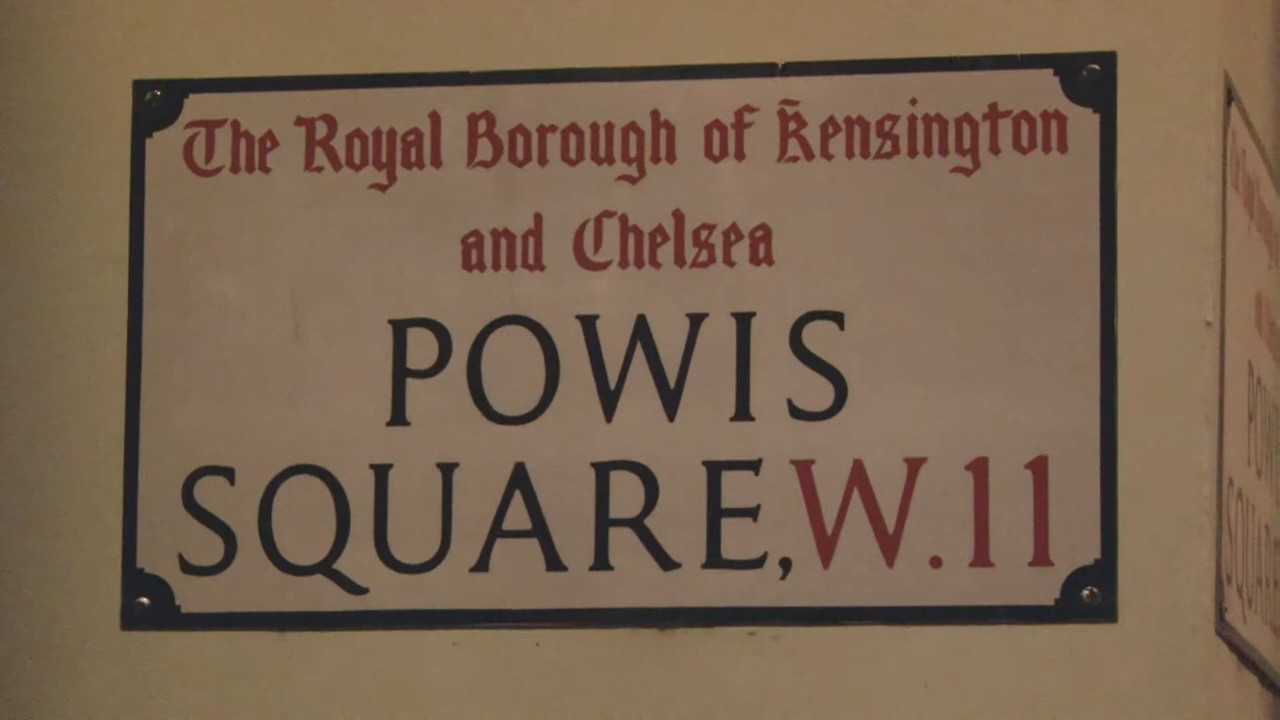 The Royal Borough of Kensington
and Chelsea
POWIS
SQUARE, W.11